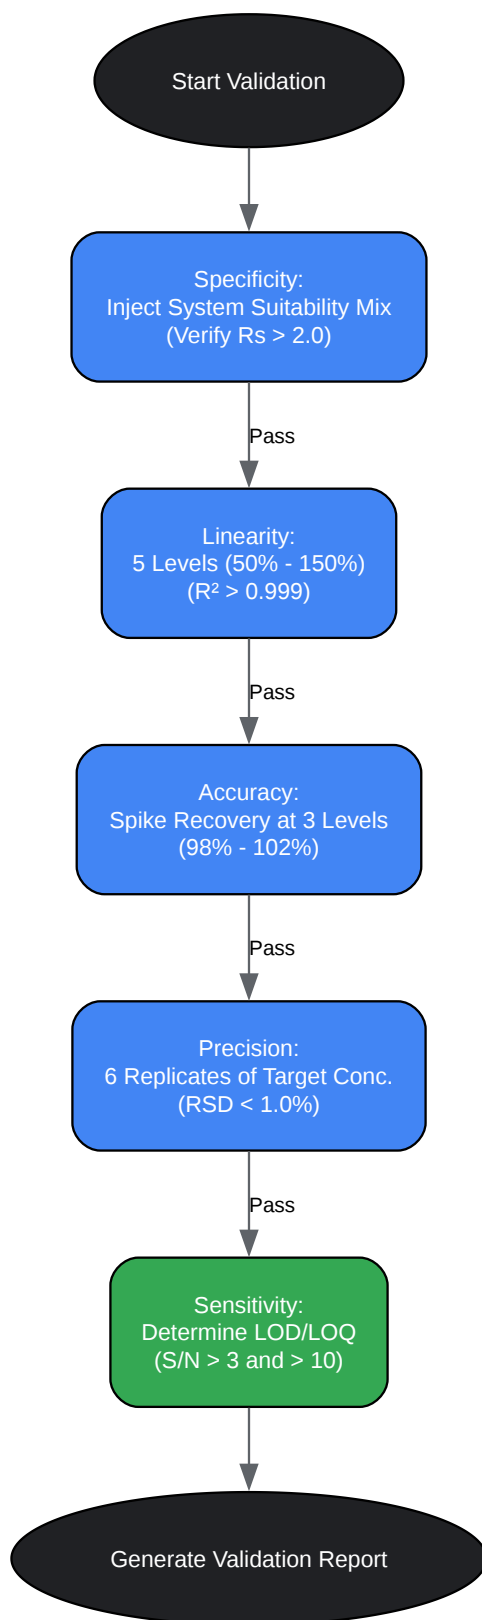 Start Validation
Specificity:
Inject System Suitability Mix
(Verify Rs > 2.0)
Pass
Linearity:
5 Levels (50% - 150%)
(R² > 0.999)
Pass
Accuracy:
Spike Recovery at 3 Levels
(98% - 102%)
Pass
Precision:
6 Replicates of Target Conc.
(RSD < 1.0%)
Pass
Sensitivity:
Determine LOD/LOQ
(S/N > 3 and > 10)
Generate Validation Report